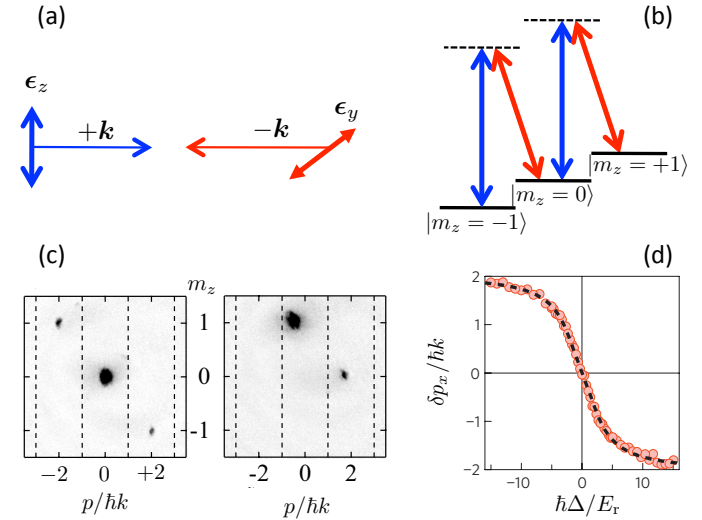 (a)
(b)
ϵz
+k
−k
ϵy
|mz = −1⟩
|mz = 0⟩
|mz = +1⟩
(c)
mz
(d)
1
0
-1
−2 0 +2
-2 0 2
p/ħk
p/ħk
δpx/ħk
2
1
0
-1
-2
−10 0 10
ħΔ/Er